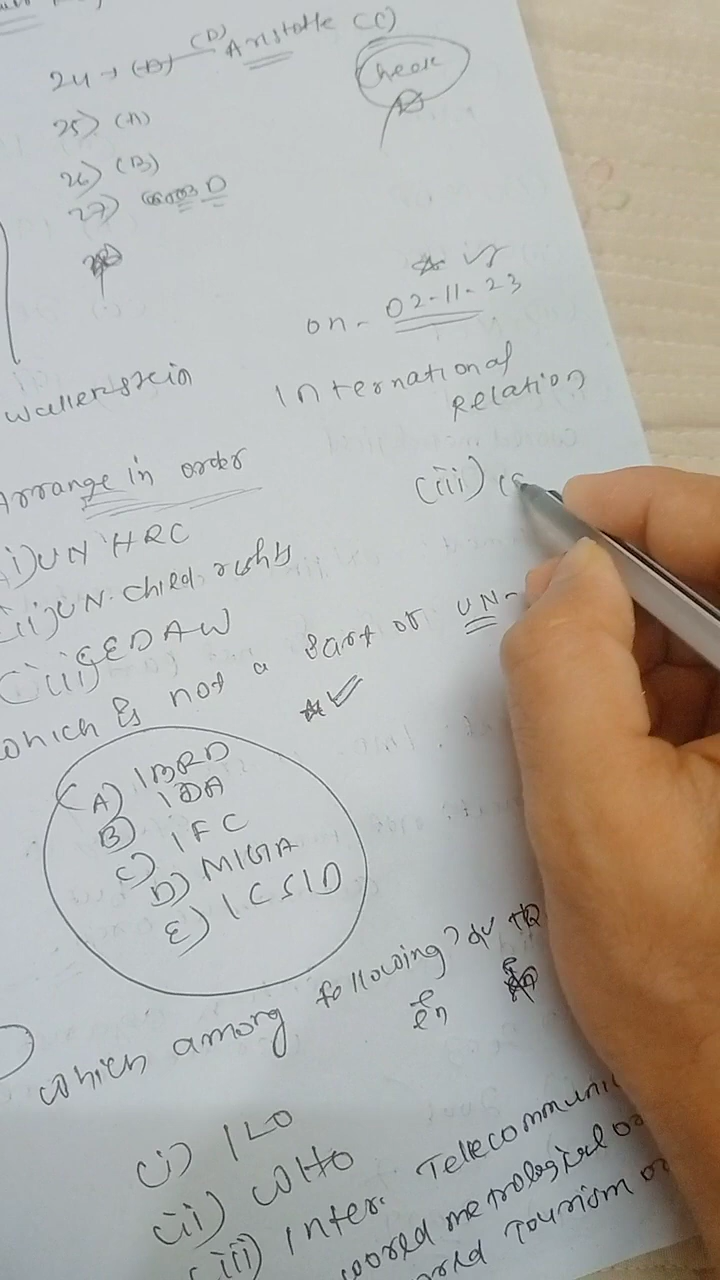 24 → (B) (D) Aristotle (C)
Check
25) (A)
26) (B)
27) D
on - 02-11-23
Wallerstein
International
Relation
Arrange in order
(iii)
i) UN HRC
ii) UN. Child.
(iii) CEDAW
which is not a part of UN-
(A) IBRD
B) IDA
C) IFC
D) MIGA
E) ICSID
which among following?
(i) ILO
(ii) WHO
(iii) Inter. Telecommuni
world metrological
Tourism